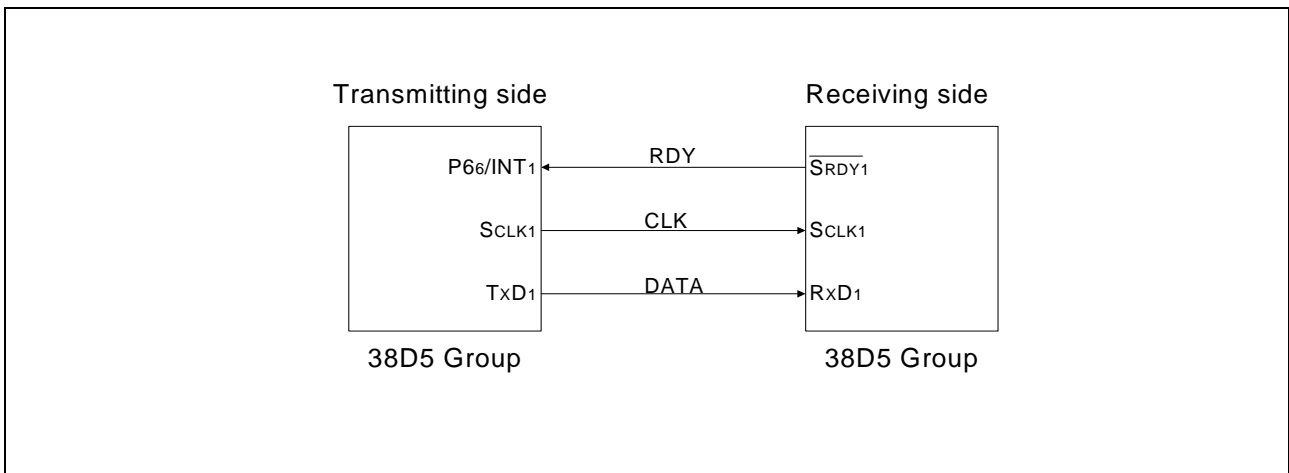 Transmitting side
Receiving side
P66/INT1
RDY
SRDY1
SCLK1
CLK
SCLK1
TXD1
DATA
RXD1
38D5 Group
38D5 Group